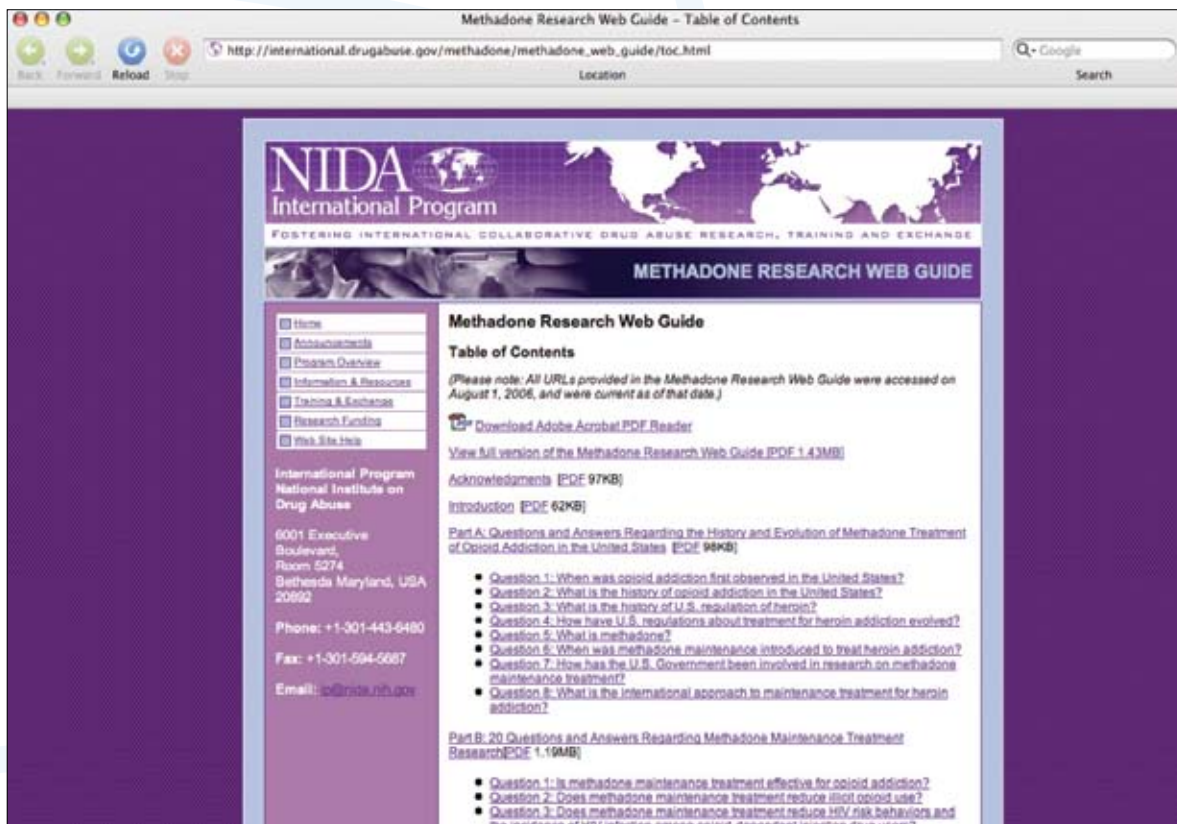 Methadone Research Web Guide – Table of Contents
http://international.drugabuse.gov/methadone/methadone_web_guide/toc.html
Google
Back Forward Reload Stop
Location
Search
NIDA
International Program
FOSTERING INTERNATIONAL COLLABORATIVE DRUG ABUSE RESEARCH, TRAINING AND EXCHANGE
METHADONE RESEARCH WEB GUIDE
Home
Announcements
Program Overview
Information & Resources
Training & Exchange
Research Funding
Web Site Help
International Program
National Institute on
Drug Abuse
6001 Executive
Boulevard,
Room 5274
Bethesda Maryland, USA
20892
Phone: +1-301-443-6480
Fax: +1-301-594-5687
Email: ip@nida.nih.gov
Methadone Research Web Guide
Table of Contents
(Please note: All URLs provided in the Methadone Research Web Guide were accessed on
August 1, 2006, and were current as of that date.)
Download Adobe Acrobat PDF Reader
View full version of the Methadone Research Web Guide [PDF 1.43MB]
Acknowledgments [PDF 97KB]
Introduction [PDF 62KB]
Part A: Questions and Answers Regarding the History and Evolution of Methadone Treatment
of Opioid Addiction in the United States [PDF 98KB]
Question 1: When was opioid addiction first observed in the United States?
Question 2: What is the history of opioid addiction in the United States?
Question 3: What is the history of U.S. regulation of heroin?
Question 4: How have U.S. regulations about treatment for heroin addiction evolved?
Question 5: What is methadone?
Question 6: When was methadone maintenance introduced to treat heroin addiction?
Question 7: How has the U.S. Government been involved in research on methadone
maintenance treatment?
Question 8: What is the international approach to maintenance treatment for heroin
addiction?
Part B: 20 Questions and Answers Regarding Methadone Maintenance Treatment
Research[PDF 1.19MB]
Question 1: Is methadone maintenance treatment effective for opioid addiction?
Question 2: Does methadone maintenance treatment reduce illicit opioid use?
Question 3: Does methadone maintenance treatment reduce HIV risk behaviors and
the incidence of HIV infection among opioid-dependent injection drug users?